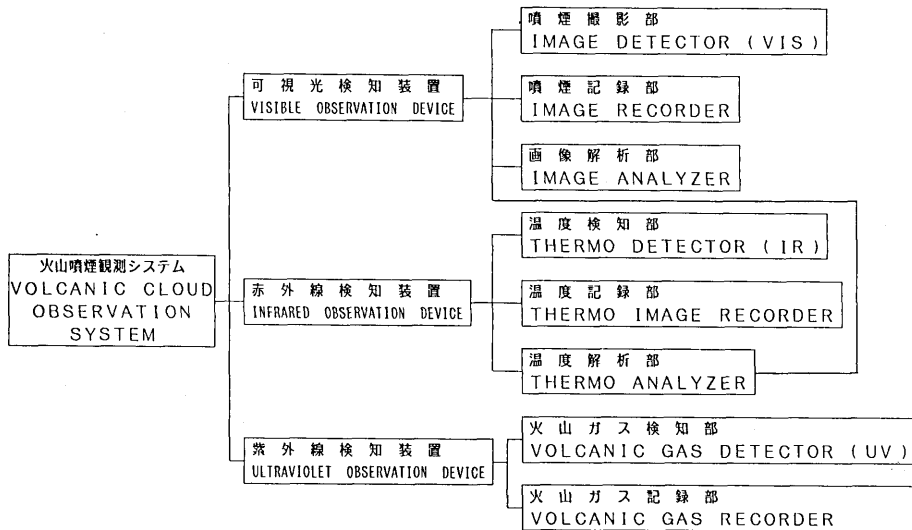 火山噴煙観測システム
VOLCANIC CLOUD
OBSERVATION
SYSTEM
可視光検知装置
VISIBLE OBSERVATION DEVICE
噴煙撮影部
IMAGE DETECTOR (VIS)
噴煙記録部
IMAGE RECORDER
画像解析部
IMAGE ANALYZER
赤外線検知装置
INFRARED OBSERVATION DEVICE
温度検知部
THERMO DETECTOR (IR)
温度記録部
THERMO IMAGE RECORDER
温度解析部
THERMO ANALYZER
紫外線検知装置
ULTRAVIOLET OBSERVATION DEVICE
火山ガス検知部
VOLCANIC GAS DETECTOR (UV)
火山ガス記録部
VOLCANIC GAS RECORDER